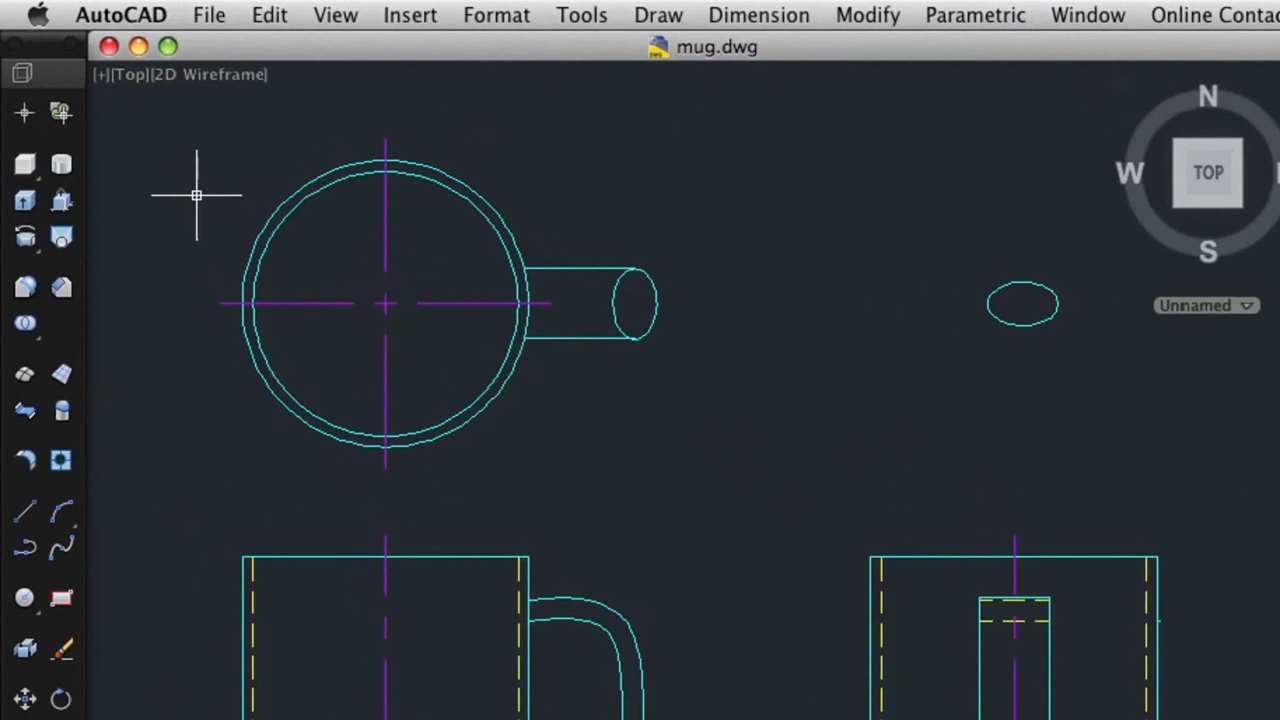 AutoCAD File Edit View Insert Format Tools Draw Dimension Modify Parametric Window Online Contac
mug.dwg
[+][Top][2D Wireframe]
N
W TOP
S
Unnamed